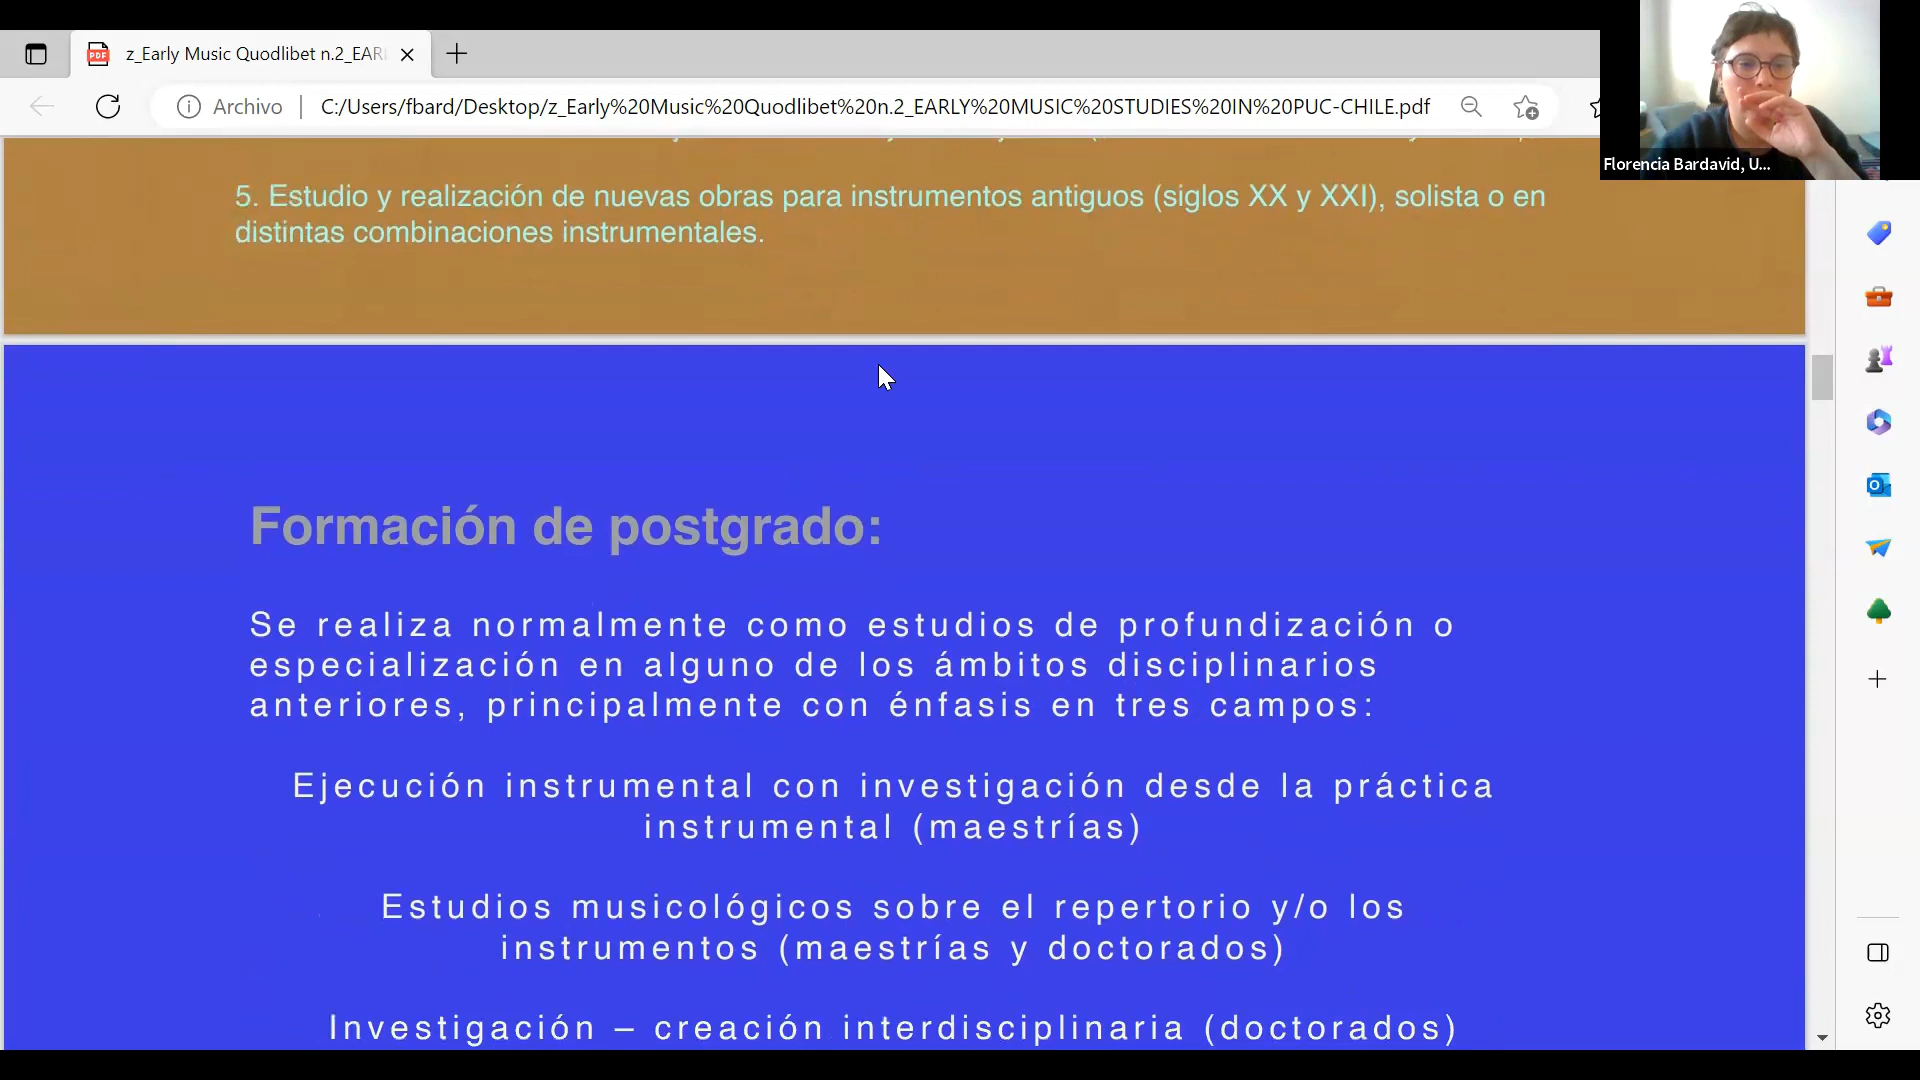 z_Early Music Quodlibet n.2_EAR
Archivo
C:/Users/fbard/Desktop/z_Early%20Music%20Quodlibet%20n.2_EARLY%20MUSIC%20STUDIES%20IN%20PUC-CHILE.pdf
Florencia Bardavid, U...
5. Estudio y realización de nuevas obras para instrumentos antiguos (siglos XX y XXI), solista o en
distintas combinaciones instrumentales.
Formación de postgrado:
Se realiza normalmente como estudios de profundización o
especialización en alguno de los ámbitos disciplinarios
anteriores, principalmente con énfasis en tres campos:
Ejecución instrumental con investigación desde la práctica
instrumental (maestrías)
Estudios musicológicos sobre el repertorio y/o los
instrumentos (maestrías y doctorados)
Investigación – creación interdisciplinaria (doctorados)